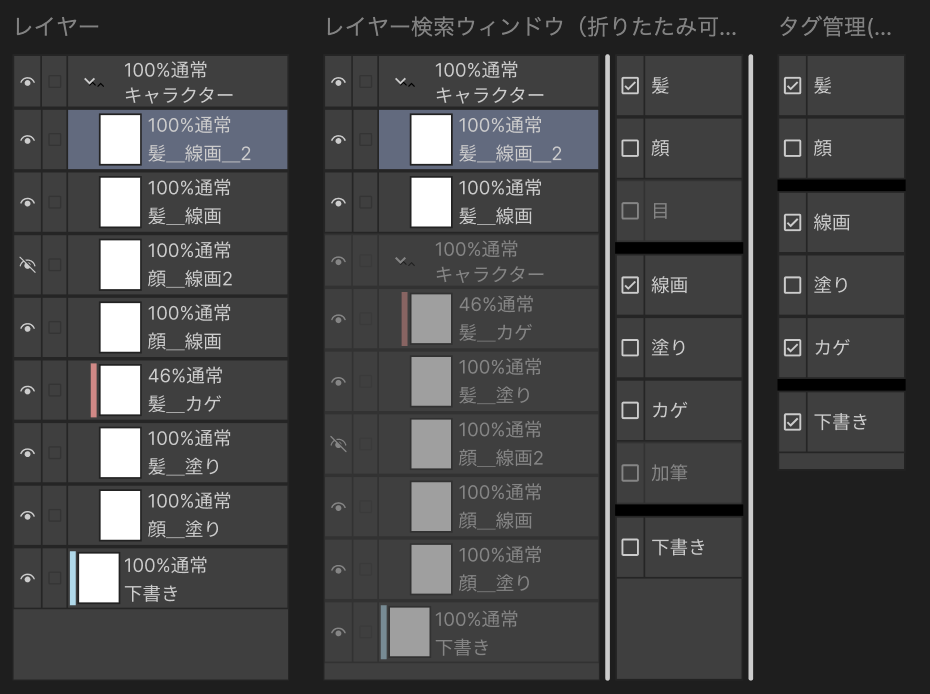 レイヤー
100%通常
キャラクター
100%通常
髪__線画__2
100%通常
髪__線画
100%通常
顔__線画2
100%通常
顔__線画
46%通常
髪__カゲ
100%通常
髪__塗り
100%通常
顔__塗り
100%通常
下書き
レイヤー検索ウィンドウ（折りたたみ可...
100%通常
キャラクター
100%通常
髪__線画__2
100%通常
髪__線画
100%通常
キャラクター
46%通常
髪__カゲ
100%通常
髪__塗り
100%通常
顔__線画2
100%通常
顔__線画
100%通常
顔__塗り
100%通常
下書き
髪
顔
目
線画
塗り
カゲ
加筆
下書き
タグ管理(...
髪
顔
線画
塗り
カゲ
下書き